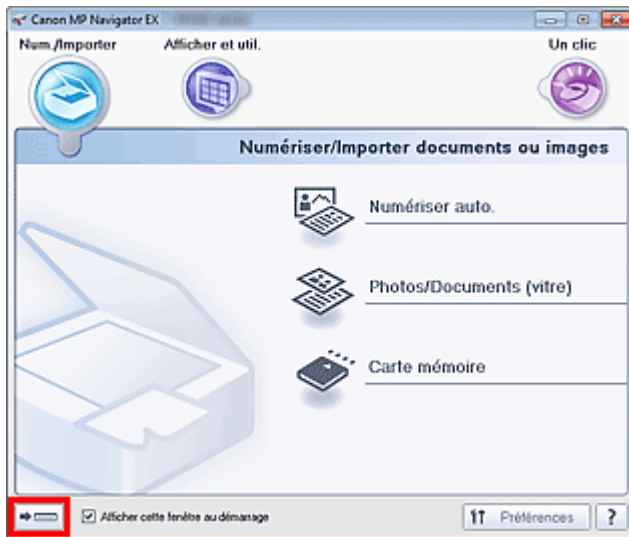 Canon MP Navigator EX
Num./Importer
Afficher et util.
Un clic
Numériser/Importer documents ou images
Numériser auto.
Photos/Documents (vitre)
Carte mémoire
Afficher cette fenêtre au démarrage
Préférences
?